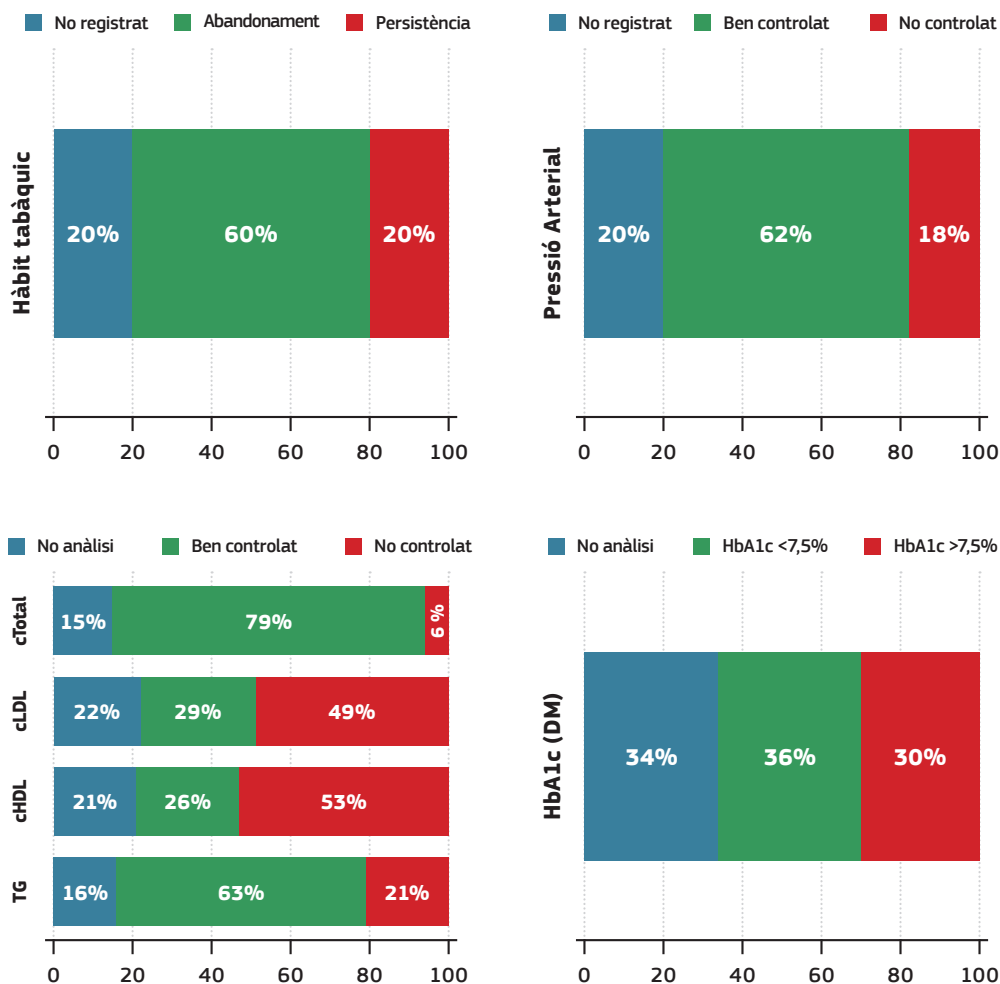 No registrat Abandonament Persistència
Hàbit tabàquic
20% 60% 20%
0 20 40 60 80 100
No registrat Ben controlat No controlat
Pressió Arterial
20% 62% 18%
0 20 40 60 80 100
No anàlisi Ben controlat No controlat
cTotal 15% 79% 6 %
cLDL 22% 29% 49%
cHDL 21% 26% 53%
TG 16% 63% 21%
0 20 40 60 80 100
No anàlisi HbA1c <7,5% HbA1c >7,5%
HbA1c (DM)
34% 36% 30%
0 20 40 60 80 100